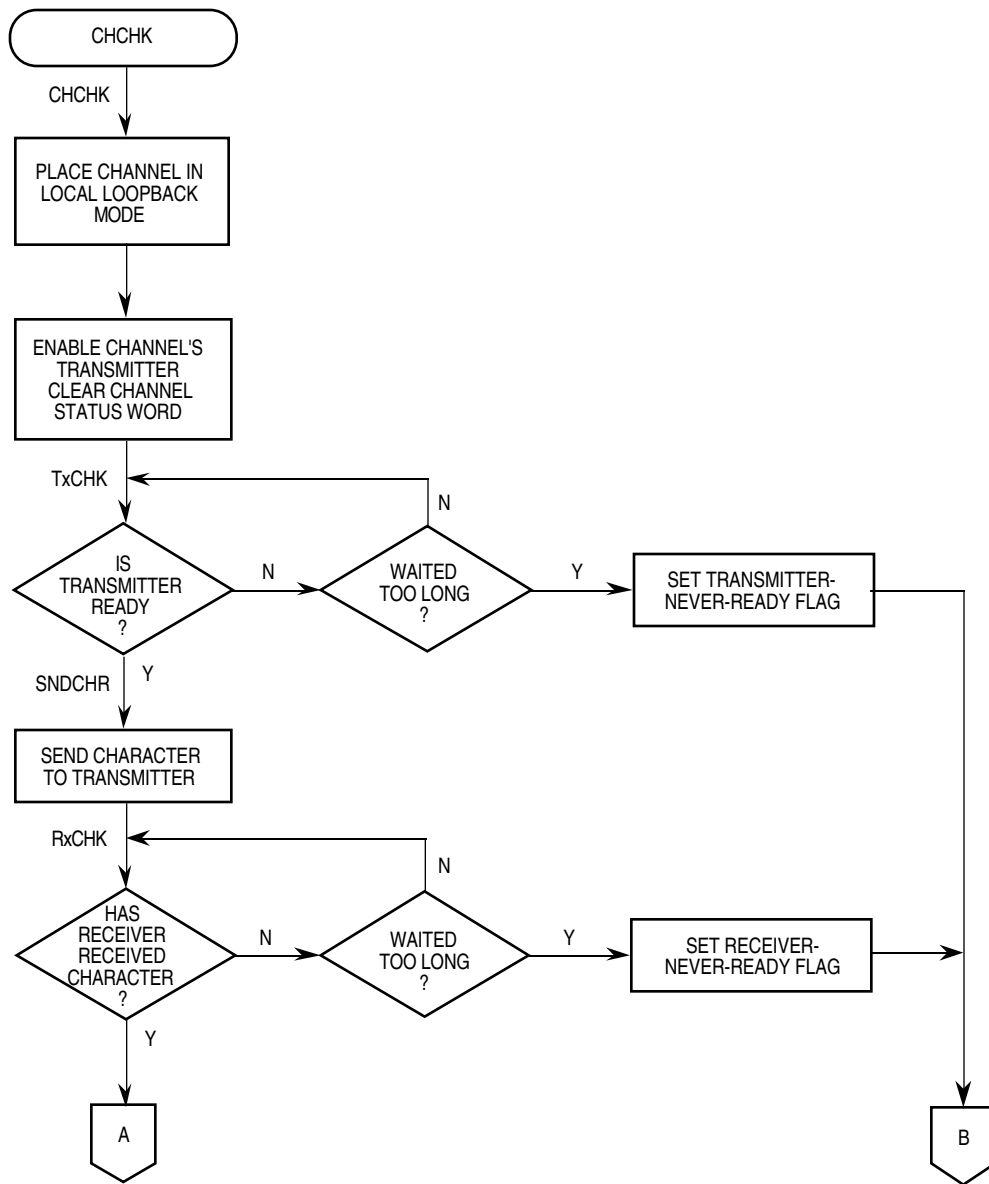 CHCHK
CHCHK
PLACE CHANNEL IN
LOCAL LOOPBACK
MODE
ENABLE CHANNEL'S
TRANSMITTER
CLEAR CHANNEL
STATUS WORD
TxCHK
N
IS
TRANSMITTER
READY
?
N
WAITED
TOO LONG
?
Y
SET TRANSMITTER-
NEVER-READY FLAG
SNDCHR
Y
SEND CHARACTER
TO TRANSMITTER
RxCHK
N
HAS
RECEIVER
RECEIVED
CHARACTER
?
N
WAITED
TOO LONG
?
Y
SET RECEIVER-
NEVER-READY FLAG
Y
A
B